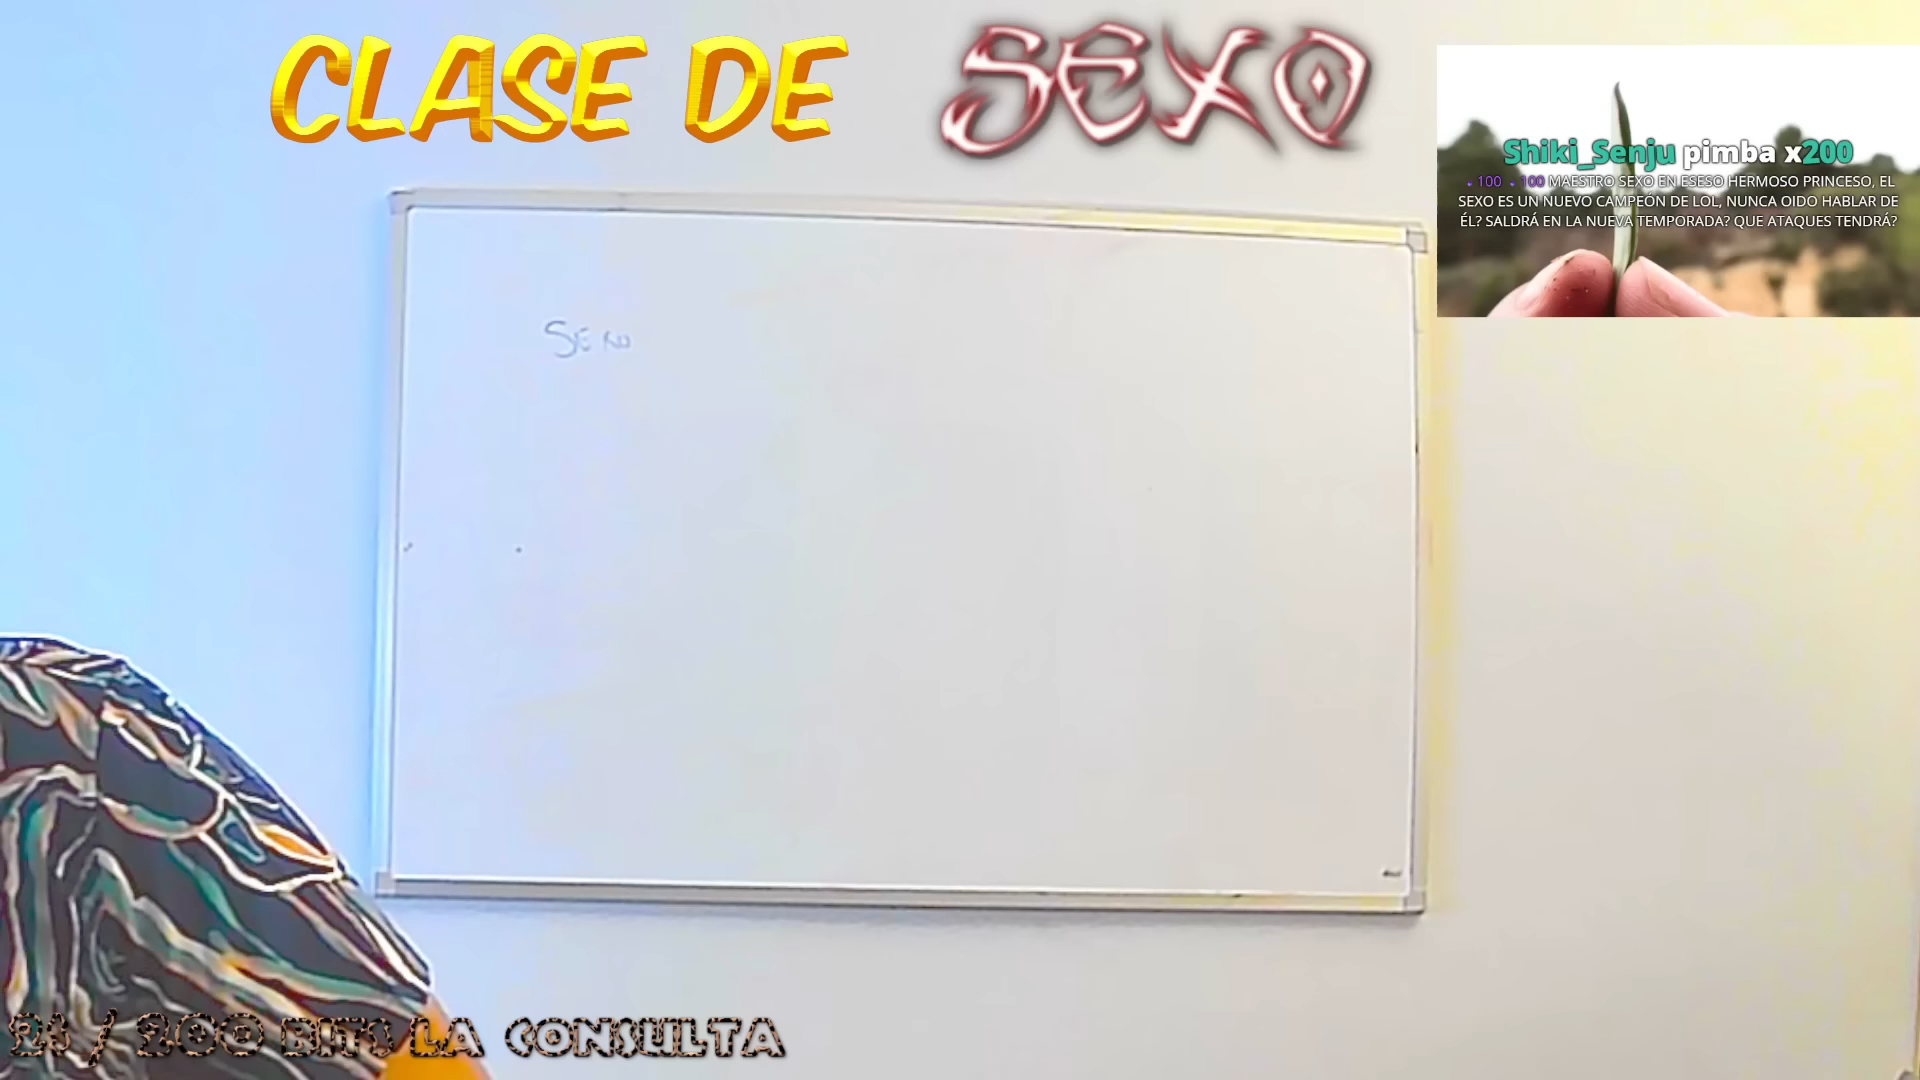 CLASE DE SEXO
Shiki_Senju pimba x200
100 100 MAESTRO SEXO EN ESESO HERMOSO PRINCESO, EL
SEXO ES UN NUEVO CAMPEÓN DE LOL, NUNCA OIDO HABLAR DE
ÉL? SALDRÁ EN LA NUEVA TEMPORADA? QUE ATAQUES TENDRÁ?
SEXO
/ 200 BITS LA CONSULTA